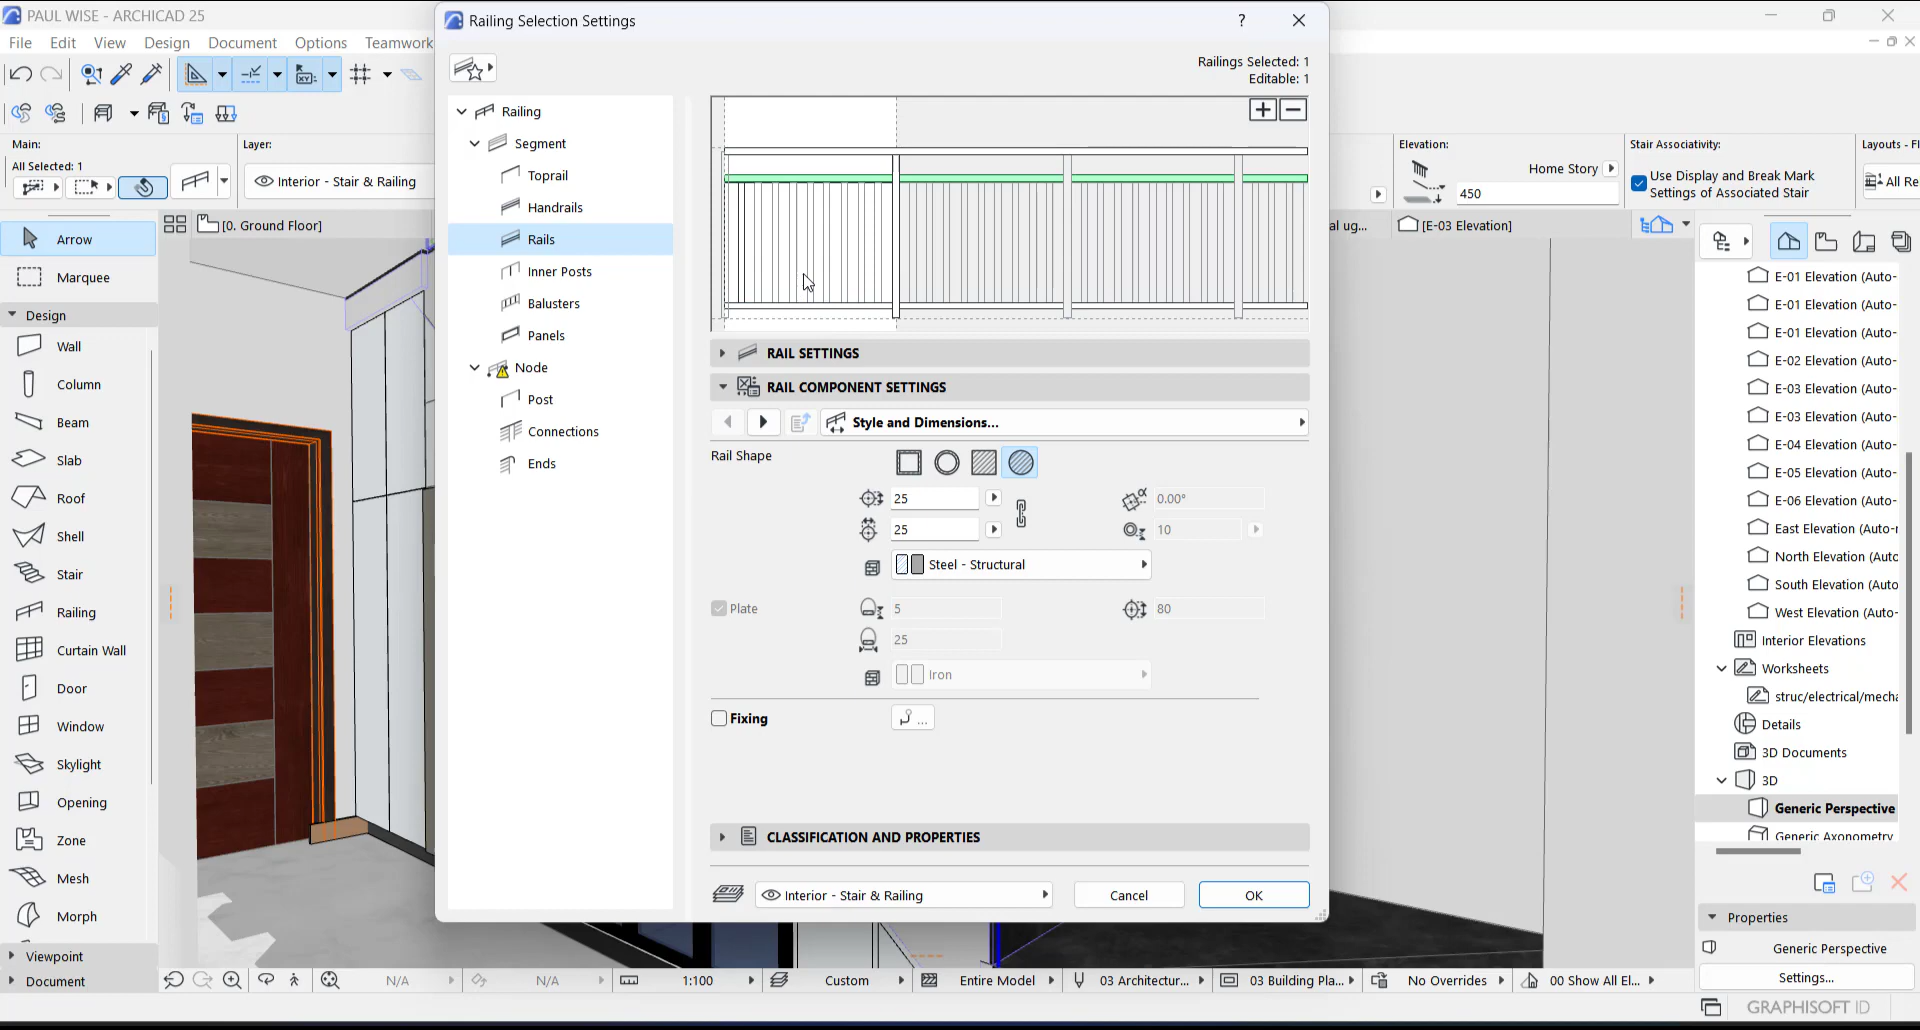 PAUL WISE - ARCHICAD 25
File Edit View Design Document Options Teamwork
Main:
All Selected: 1
Layer:
Interior - Stair & Railing
Elevation:
Home Story
450
Stair Associativity:
Use Display and Break Mark
Settings of Associated Stair
Layouts - Fl
All Re
[0. Ground Floor]
al ug...
[E-03 Elevation]
Arrow
Marquee
Design
Wall
Column
Beam
Slab
Roof
Shell
Stair
Railing
Curtain Wall
Door
Window
Skylight
Opening
Zone
Mesh
Morph
Viewpoint
Document
Railing Selection Settings
?
Railings Selected: 1
Editable: 1
Railing
Segment
Toprail
Handrails
Rails
Inner Posts
Balusters
Panels
Node
Post
Connections
Ends
RAIL SETTINGS
RAIL COMPONENT SETTINGS
Style and Dimensions...
Rail Shape
25
0.00°
25
10
Steel - Structural
Plate
5
80
25
Iron
Fixing
...
CLASSIFICATION AND PROPERTIES
Interior - Stair & Railing
Cancel
OK
E-01 Elevation (Auto-
E-01 Elevation (Auto-
E-01 Elevation (Auto-
E-02 Elevation (Auto-
E-03 Elevation (Auto-
E-03 Elevation (Auto-
E-04 Elevation (Auto-
E-05 Elevation (Auto-
E-06 Elevation (Auto-
East Elevation (Auto-r
North Elevation (Auto
South Elevation (Auto
West Elevation (Auto-
Interior Elevations
Worksheets
struc/electrical/mecha
Details
3D Documents
3D
Generic Perspective
Generic Axonometry
Properties
Generic Perspective
Settings...
N/A
N/A
1:100
Custom
Entire Model
03 Architectur...
03 Building Pla...
No Overrides
00 Show All El...
GRAPHISOFT ID